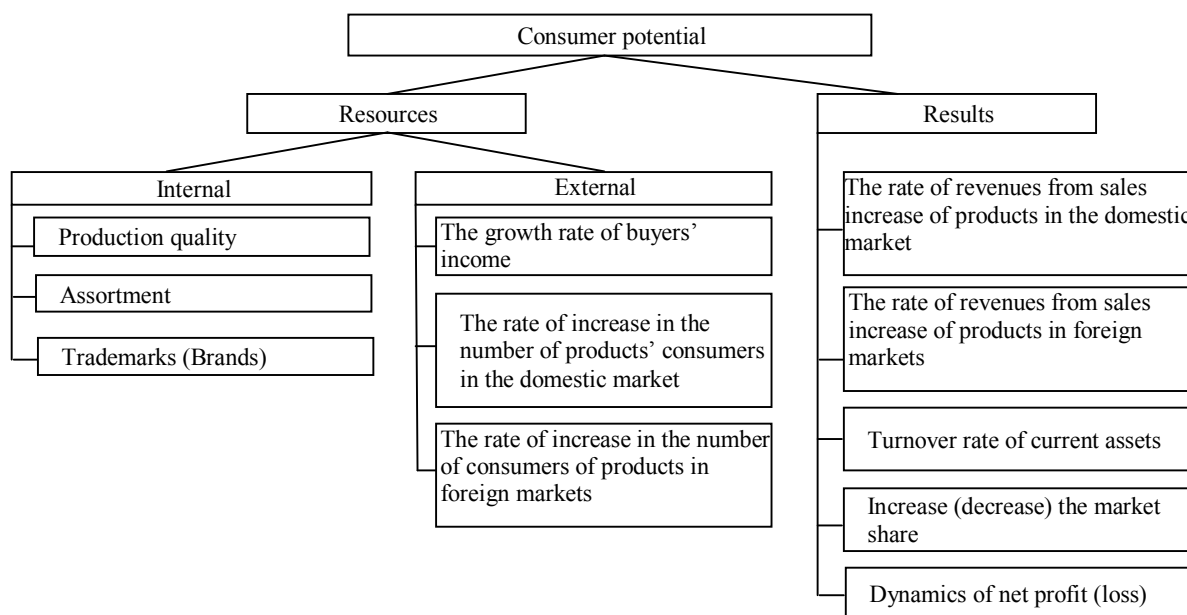 Consumer potential
Resources
Results
Internal
Production quality
Assortment
Trademarks (Brands)
External
The growth rate of buyers’
income
The rate of increase in the
number of products’ consumers
in the domestic market
The rate of increase in the number
of consumers of products in
foreign markets
The rate of revenues from sales
increase of products in the domestic
market
The rate of revenues from sales
increase of products in foreign
markets
Turnover rate of current assets
Increase (decrease) the market
share
Dynamics of net profit (loss)